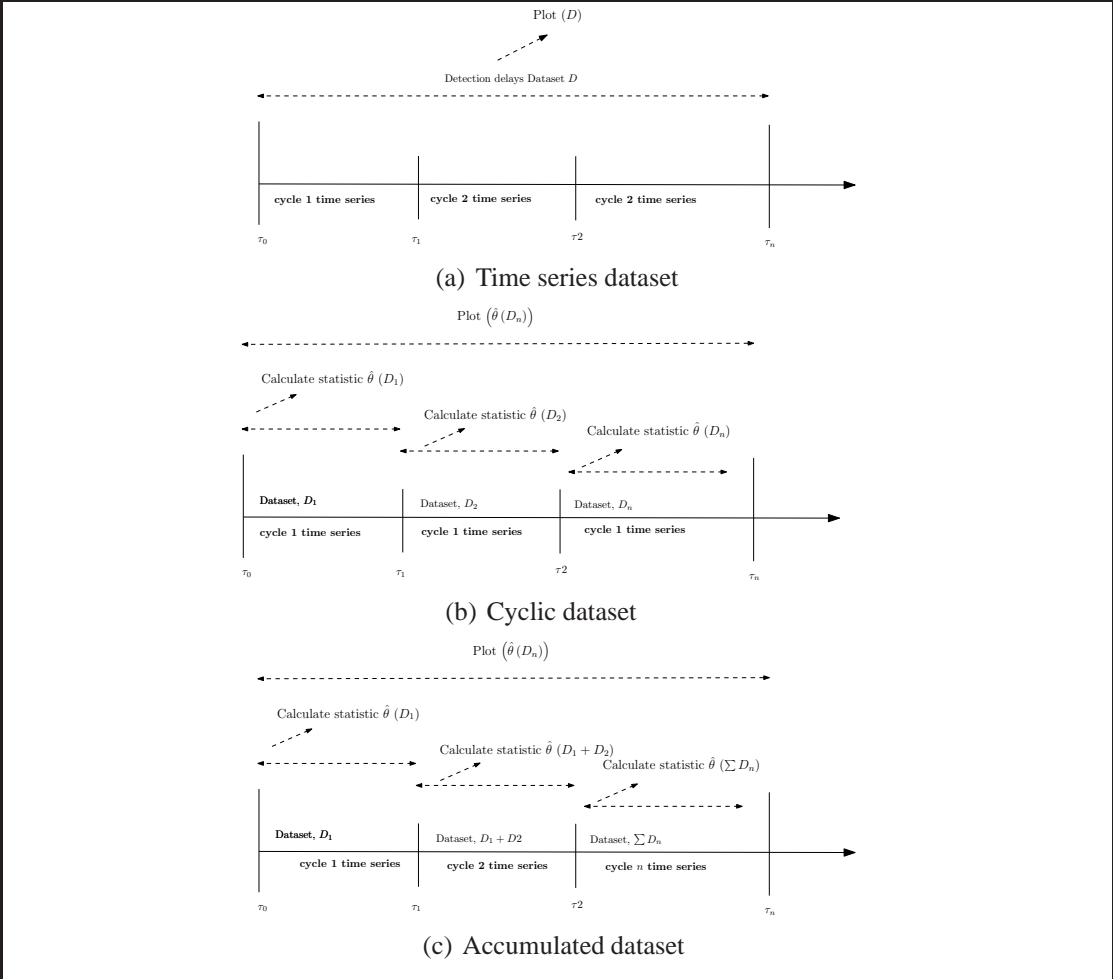 Plot (D)
Detection delays Dataset D
cycle 1 time series cycle 2 time series cycle 2 time series
τ₀ τ₁ τ2 τₙ
(a) Time series dataset
Plot (θ̂ (Dₙ))
Calculate statistic θ̂ (D₁)
Calculate statistic θ̂ (D₂)
Calculate statistic θ̂ (Dₙ)
Dataset, D₁ Dataset, D₂ Dataset, Dₙ
cycle 1 time series cycle 1 time series cycle 1 time series
τ₀ τ₁ τ2 τₙ
(b) Cyclic dataset
Plot (θ̂ (Dₙ))
Calculate statistic θ̂ (D₁)
Calculate statistic θ̂ (D₁ + D₂)
Calculate statistic θ̂ (∑ Dₙ)
Dataset, D₁ Dataset, D₁ + D2 Dataset, ∑ Dₙ
cycle 1 time series cycle 2 time series cycle n time series
τ₀ τ₁ τ2 τₙ
(c) Accumulated dataset